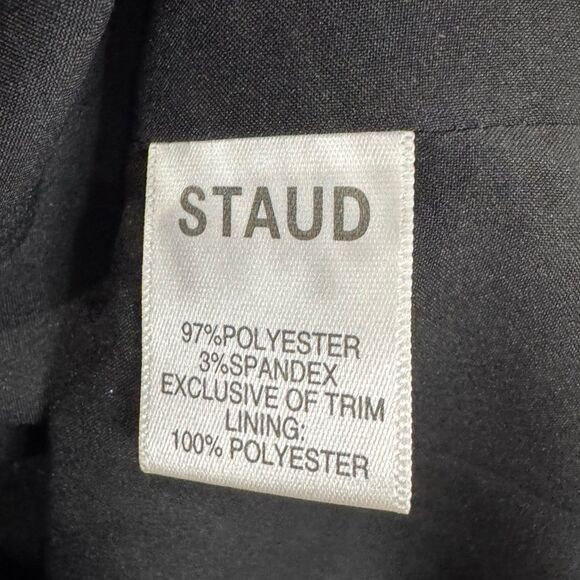 STAUD
97%POLYESTER
3%SPANDEX
EXCLUSIVE OF TRIM
LINING:
100% POLYESTER